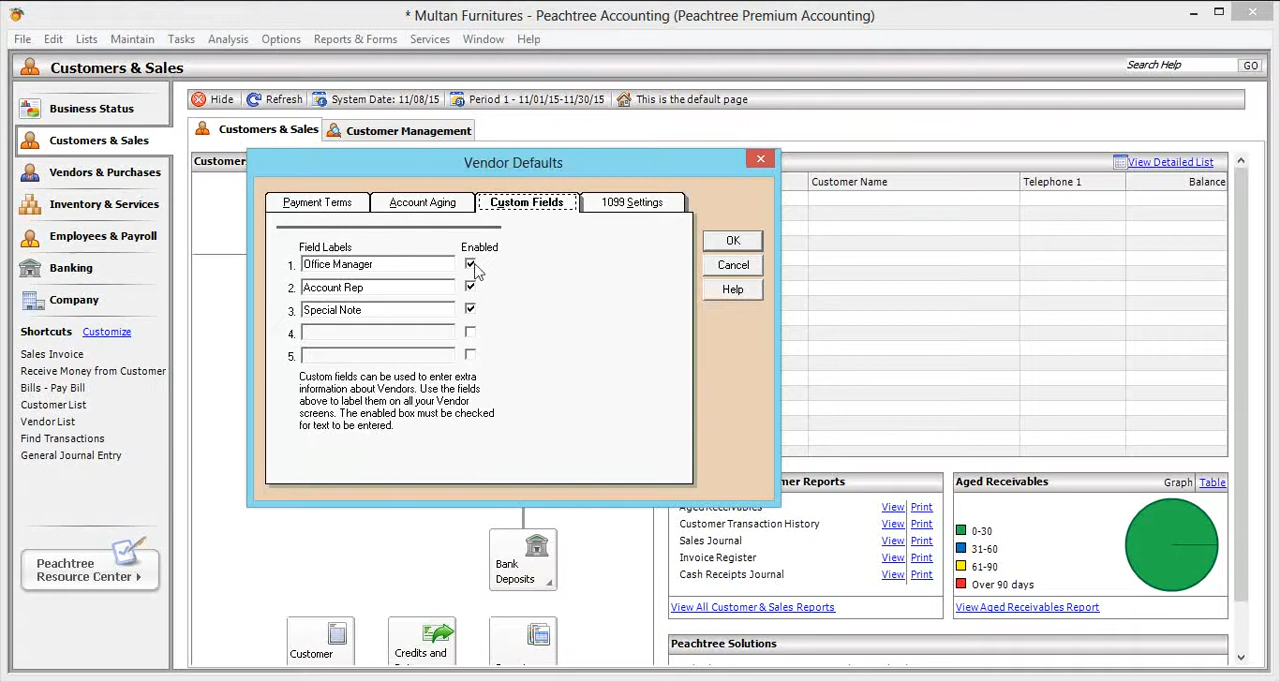 * Multan Furnitures - Peachtree Accounting (Peachtree Premium Accounting)
File Edit Lists Maintain Tasks Analysis Options Reports & Forms Services Window Help
Customers & Sales
Search Help GO
Business Status
Customers & Sales
Vendors & Purchases
Inventory & Services
Employees & Payroll
Banking
Company
Shortcuts Customize
Sales Invoice
Receive Money from Customer
Bills - Pay Bill
Customer List
Vendor List
Find Transactions
General Journal Entry
Peachtree
Resource Center
Hide Refresh System Date: 11/08/15 Period 1 - 11/01/15-11/30/15 This is the default page
Customers & Sales Customer Management
Customers
View Detailed List
Customer Name Telephone 1 Balance
Vendor Defaults
Payment Terms Account Aging Custom Fields 1099 Settings
Field Labels Enabled
1. Office Manager
2. Account Rep
3. Special Note
4.
5.
Custom fields can be used to enter extra
information about Vendors. Use the fields
above to label them on all your Vendor
screens. The enabled box must be checked
for text to be entered.
OK
Cancel
Help
Bank
Deposits
Customer
Credits and
Reports
Aged Receivables View Print
Customer Transaction History View Print
Sales Journal View Print
Invoice Register View Print
Cash Receipts Journal View Print
View All Customer & Sales Reports
Aged Receivables Graph Table
0-30
31-60
61-90
Over 90 days
View Aged Receivables Report
Peachtree Solutions